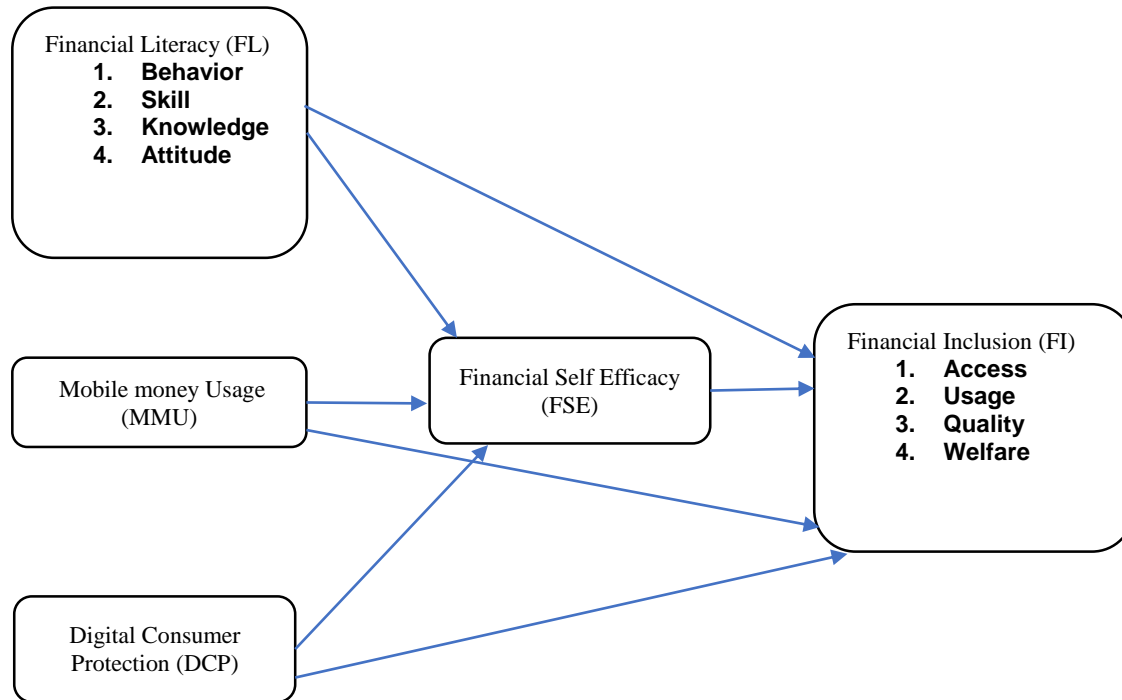 Financial Literacy (FL)
1. Behavior
2. Skill
3. Knowledge
4. Attitude
Mobile money Usage
(MMU)
Financial Self Efficacy
(FSE)
Financial Inclusion (FI)
1. Access
2. Usage
3. Quality
4. Welfare
Digital Consumer
Protection (DCP)